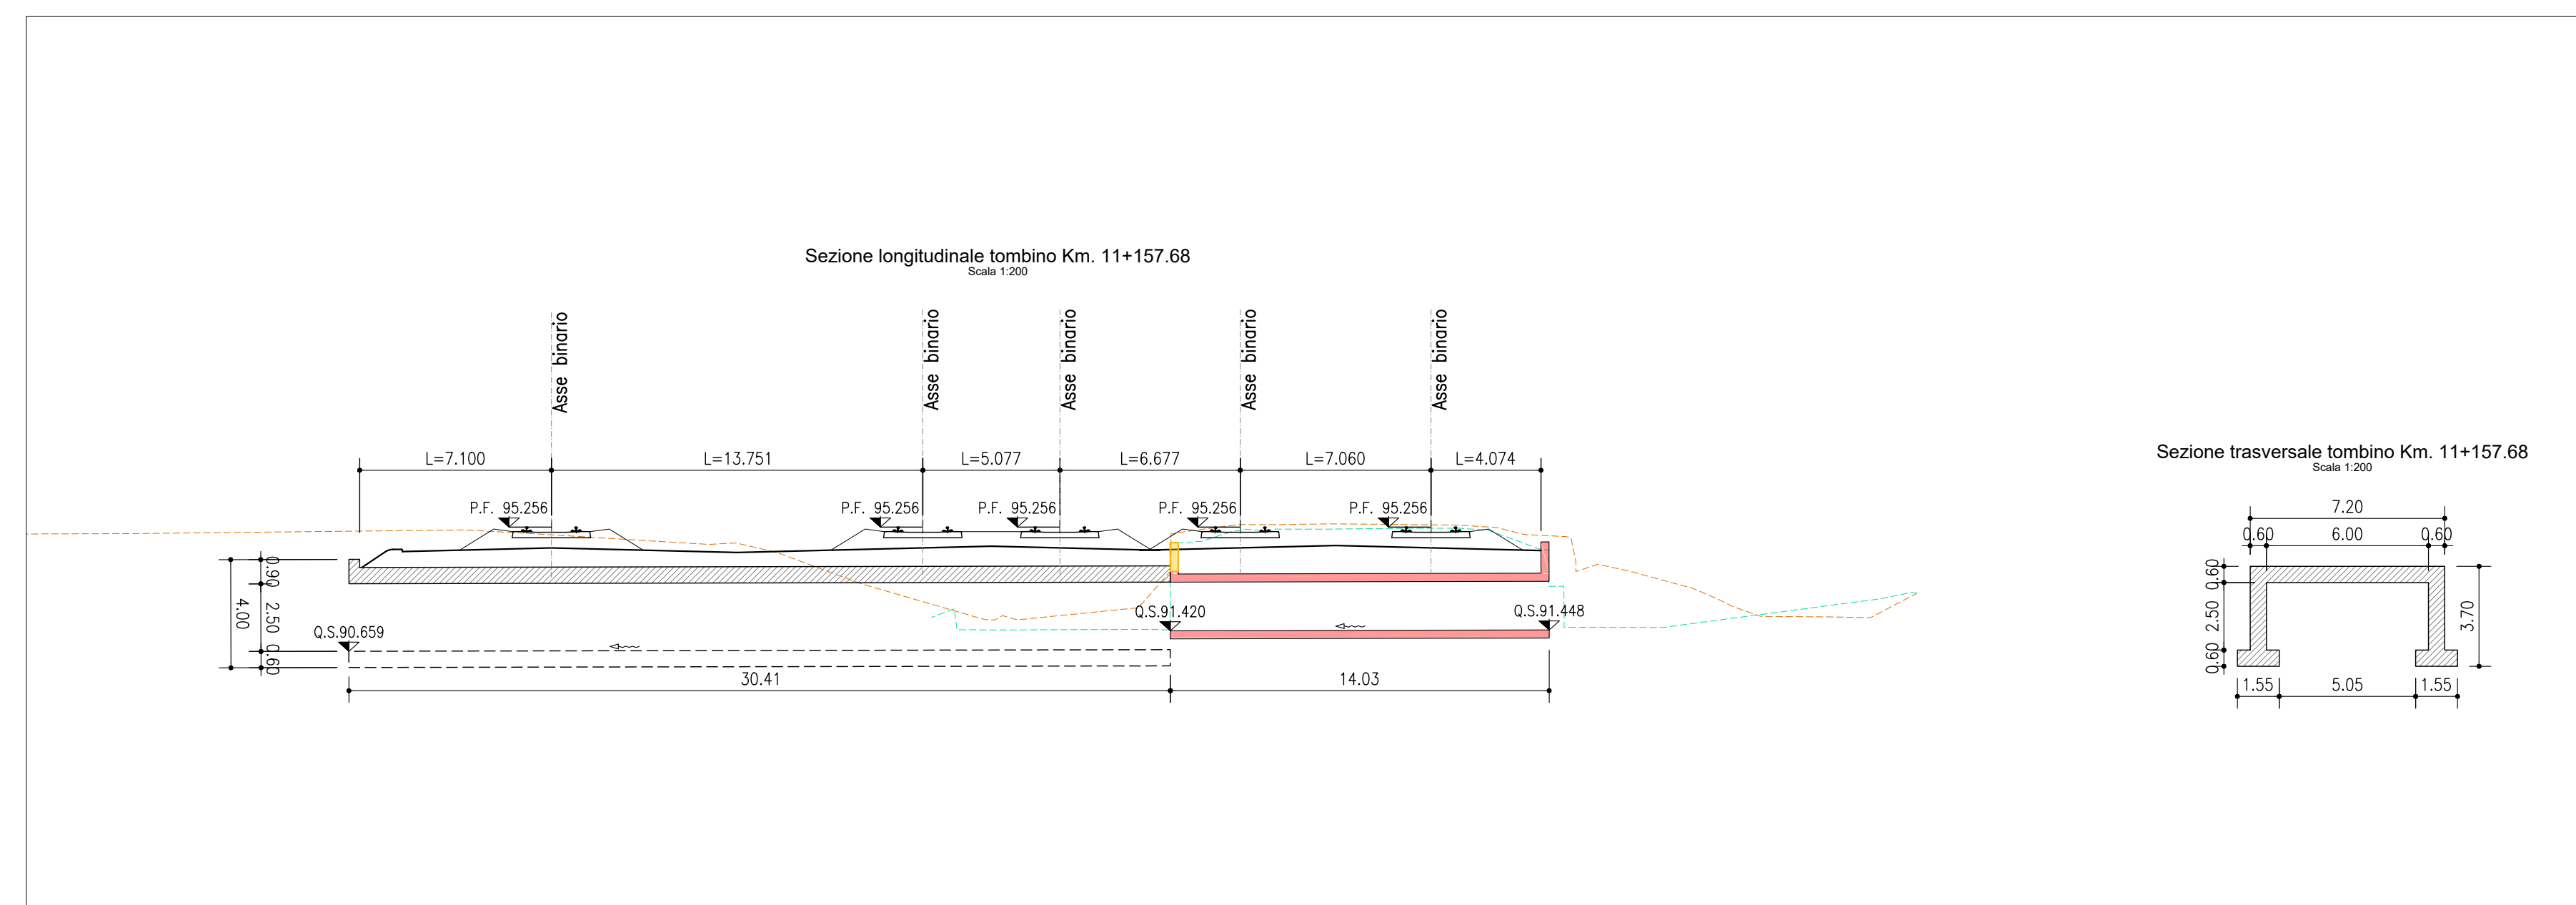 Sezione longitudinale tombino Km. 11+157.68
Scala 1:200
Asse binario
Asse binario
Asse binario
Asse binario
Asse binario
L=7.100
L=13.751
L=5.077
L=6.677
L=7.060
L=4.074
P.F. 95.256
P.F. 95.256
P.F. 95.256
P.F. 95.256
P.F. 95.256
0.90
2.50
0.60
4.00
Q.S.90.659
Q.S.91.420
Q.S.91.448
30.41
14.03
Sezione trasversale tombino Km. 11+157.68
Scala 1:200
7.20
0.60
6.00
0.60
0.60
2.50
0.60
3.70
1.55
5.05
1.55